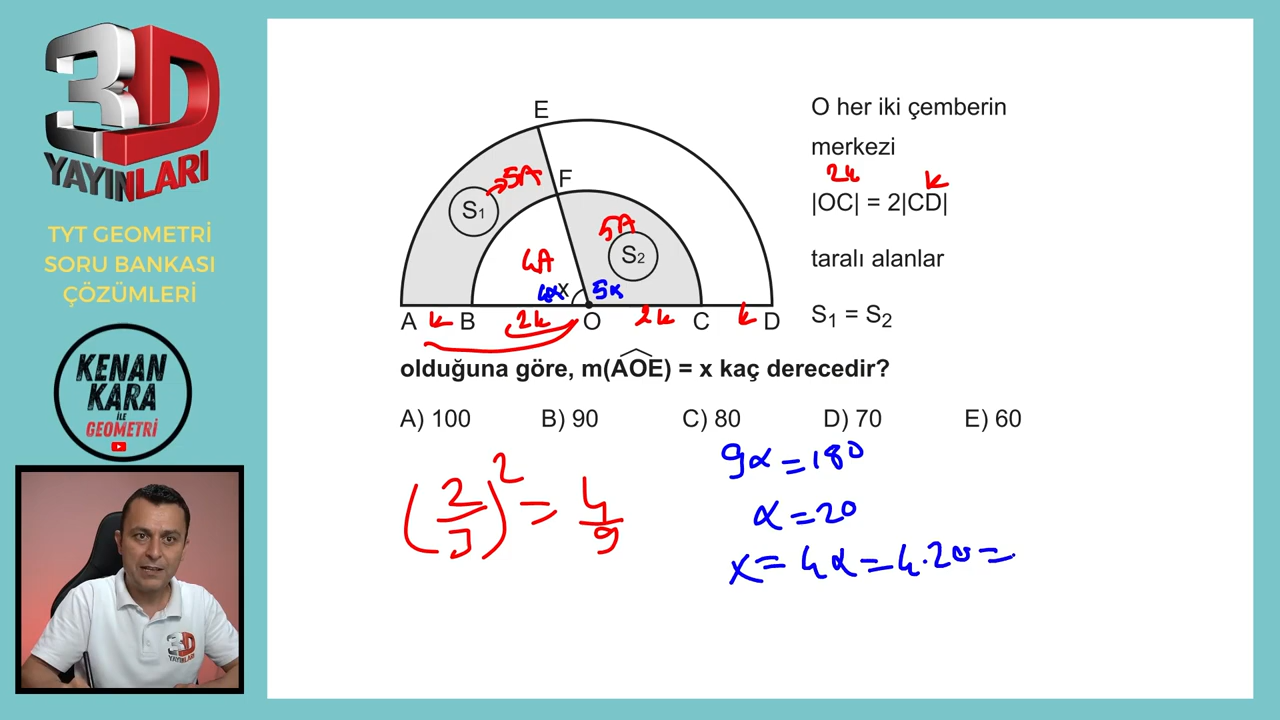 3D
YAYINLARI
TYT GEOMETRİ
SORU BANKASI
ÇÖZÜMLERİ
KENAN
KARA
İLE
GEOMETRİ
3D
YAYINLARI
E
F
S1 → 5A
5A
S2
4A
4α x 5α
A k B 2k O 2k C k D
O her iki çemberin
merkezi
2k k
|OC| = 2|CD|
taralı alanlar
S1 = S2
olduğuna göre, m(AOE) = x kaç derecedir?
A) 100 B) 90 C) 80 D) 70 E) 60
(2/3)² = 4/9
9α = 180
α = 20
x = 4α = 4.20 =